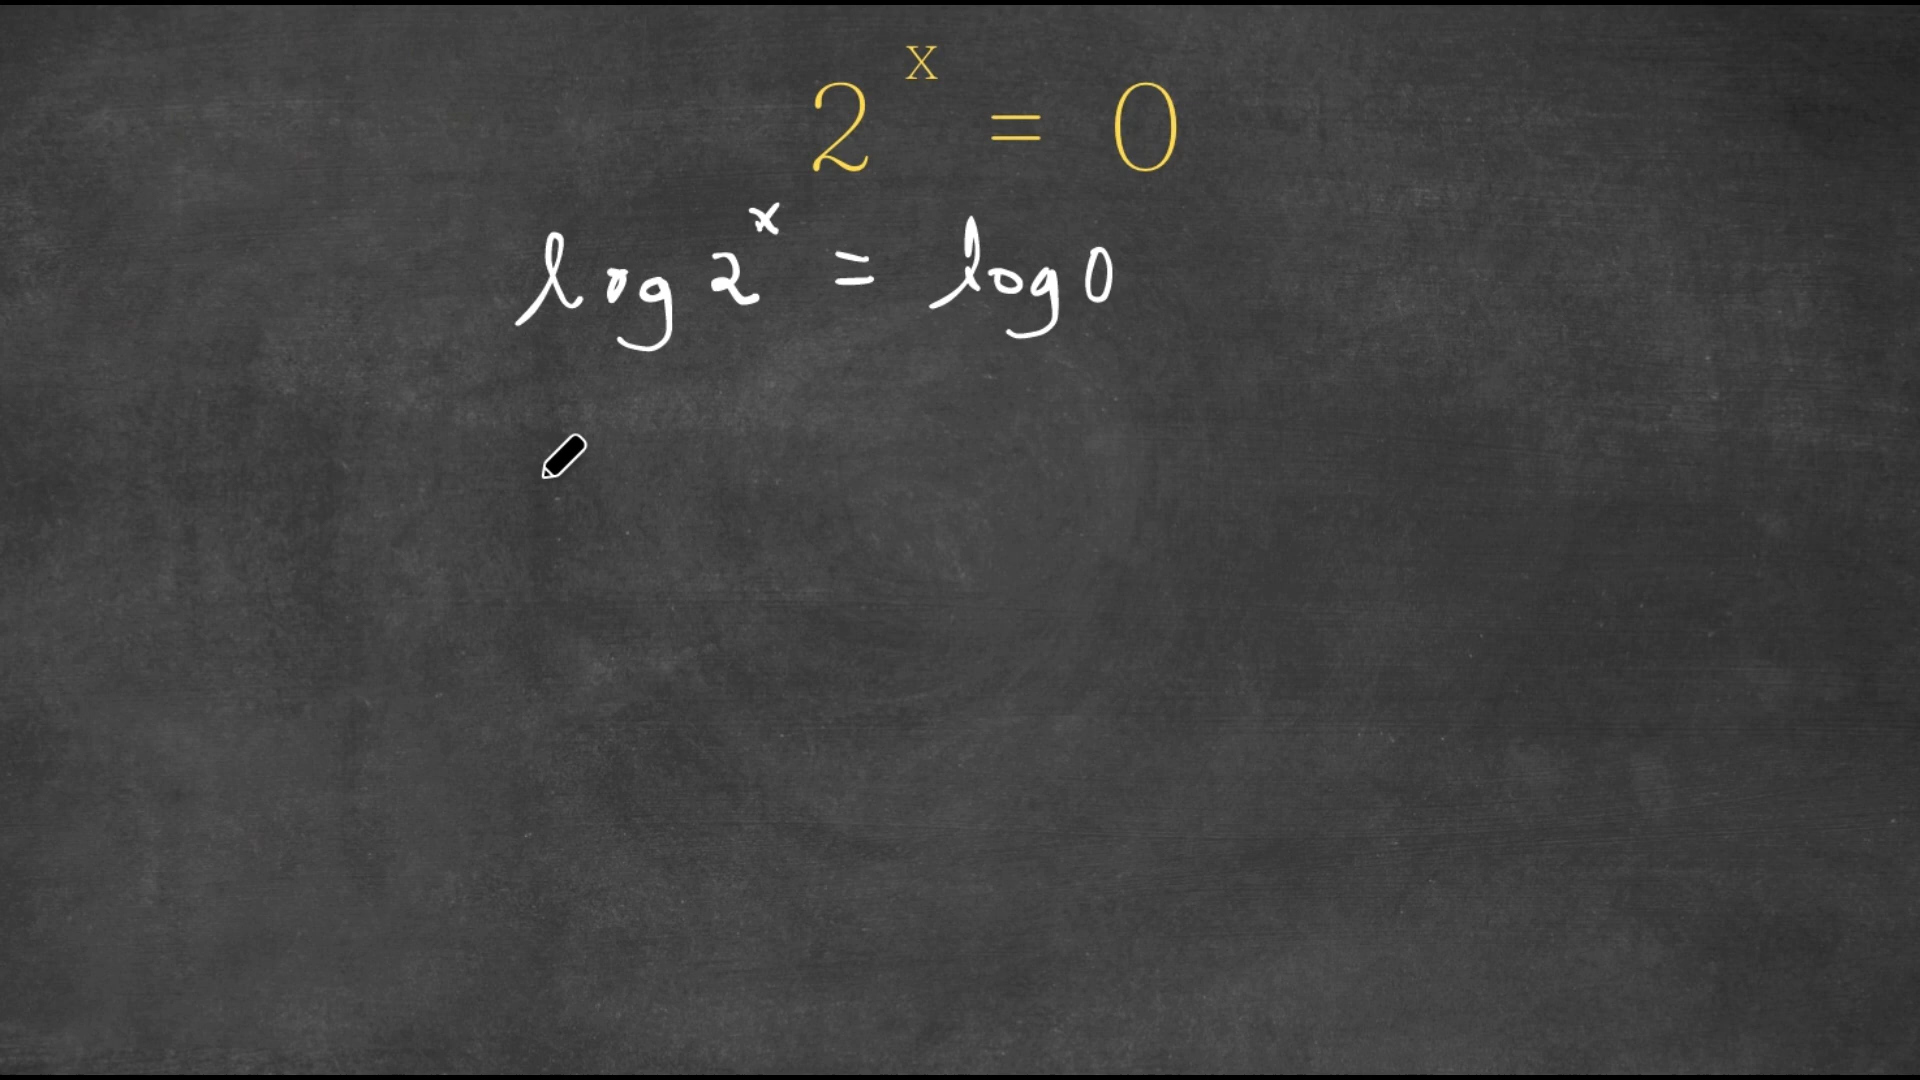 2^x = 0
log 2^x = log 0